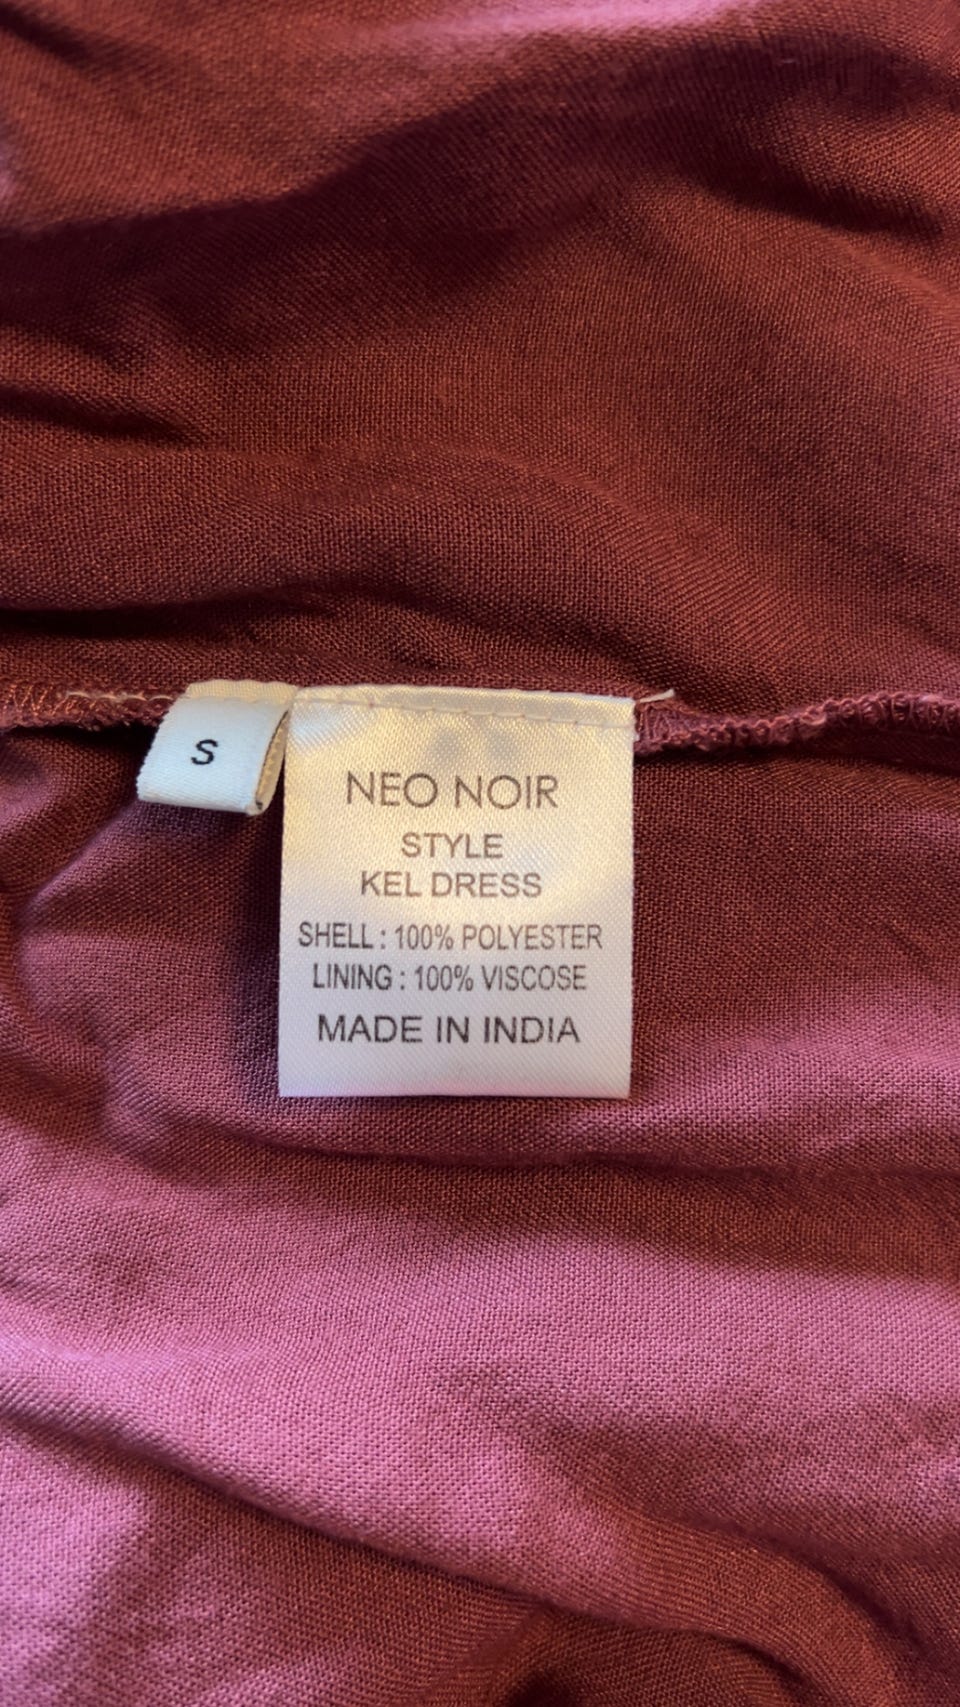 S
NEO NOIR
STYLE
KEL DRESS
SHELL : 100% POLYESTER
LINING : 100% VISCOSE
MADE IN INDIA